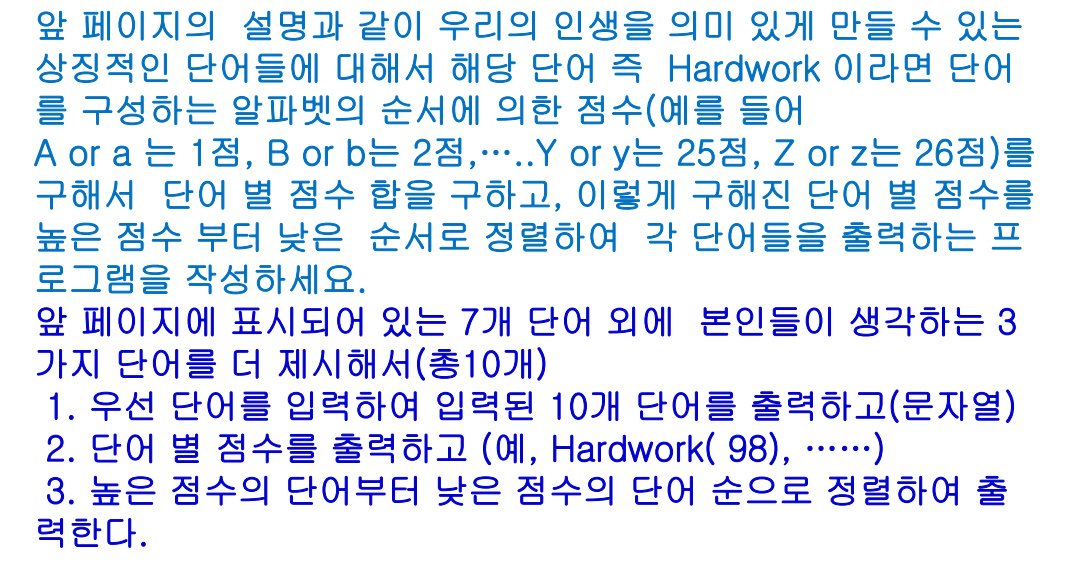 앞 페이지의 설명과 같이 우리의 인생을 의미 있게 만들 수 있는
상징적인 단어들에 대해서 해당 단어 즉 Hardwork 이라면 단어
를 구성하는 알파벳의 순서에 의한 점수(예를 들어
A or a 는 1점, B or b는 2점,…..Y or y는 25점, Z or z는 26점)를
구해서 단어 별 점수 합을 구하고, 이렇게 구해진 단어 별 점수를
높은 점수 부터 낮은 순서로 정렬하여 각 단어들을 출력하는 프
로그램을 작성하세요.
앞 페이지에 표시되어 있는 7개 단어 외에 본인들이 생각하는 3
가지 단어를 더 제시해서(총10개)
1. 우선 단어를 입력하여 입력된 10개 단어를 출력하고(문자열)
2. 단어 별 점수를 출력하고 (예, Hardwork( 98), ……)
3. 높은 점수의 단어부터 낮은 점수의 단어 순으로 정렬하여 출
력한다.